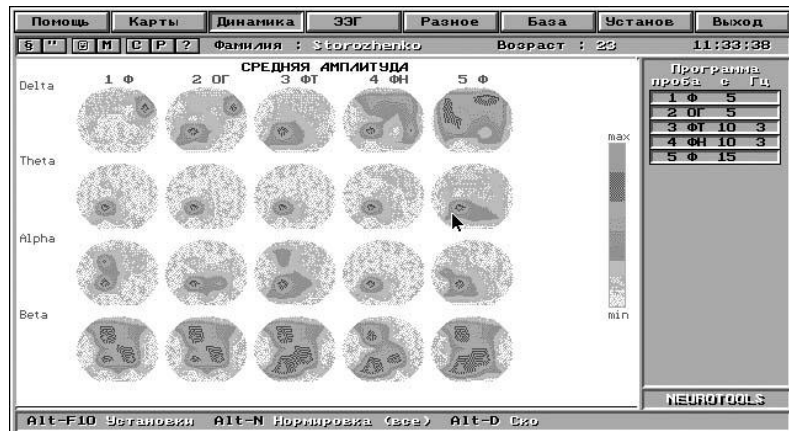 Помощь Карты Динамика ЭЭГ Разное База Установ Выход
§ " @ M C P ? Фамилия : Storozhenko Возраст : 23 11:33:38
СРЕДНЯЯ АМПЛИТУДА
1 Ф 2 ОГ 3 ФТ 4 ФН 5 Ф
Delta
Theta
Alpha
Beta
max
min
Программа
проба с Гц
1 Ф 5
2 ОГ 5
3 ФТ 10 3
4 ФН 10 3
5 Ф 15
NEUROTOOLS
Alt-F10 Установки Alt-N Нормировка (все) Alt-D Ско